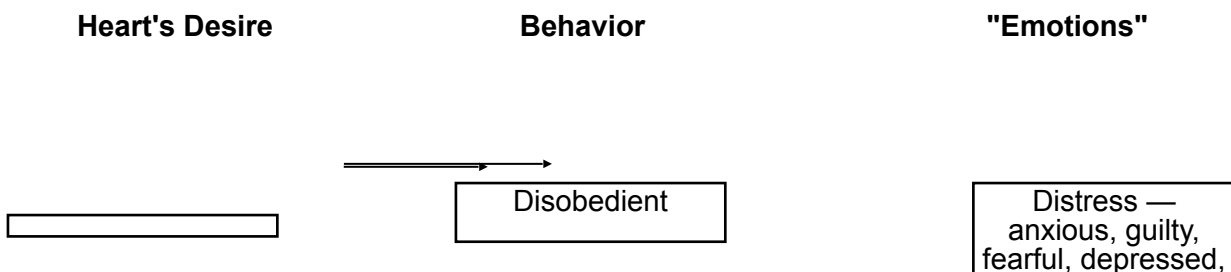 Heart's Desire Behavior "Emotions"
Disobedient
Distress —
anxious, guilty,
fearful, depressed,